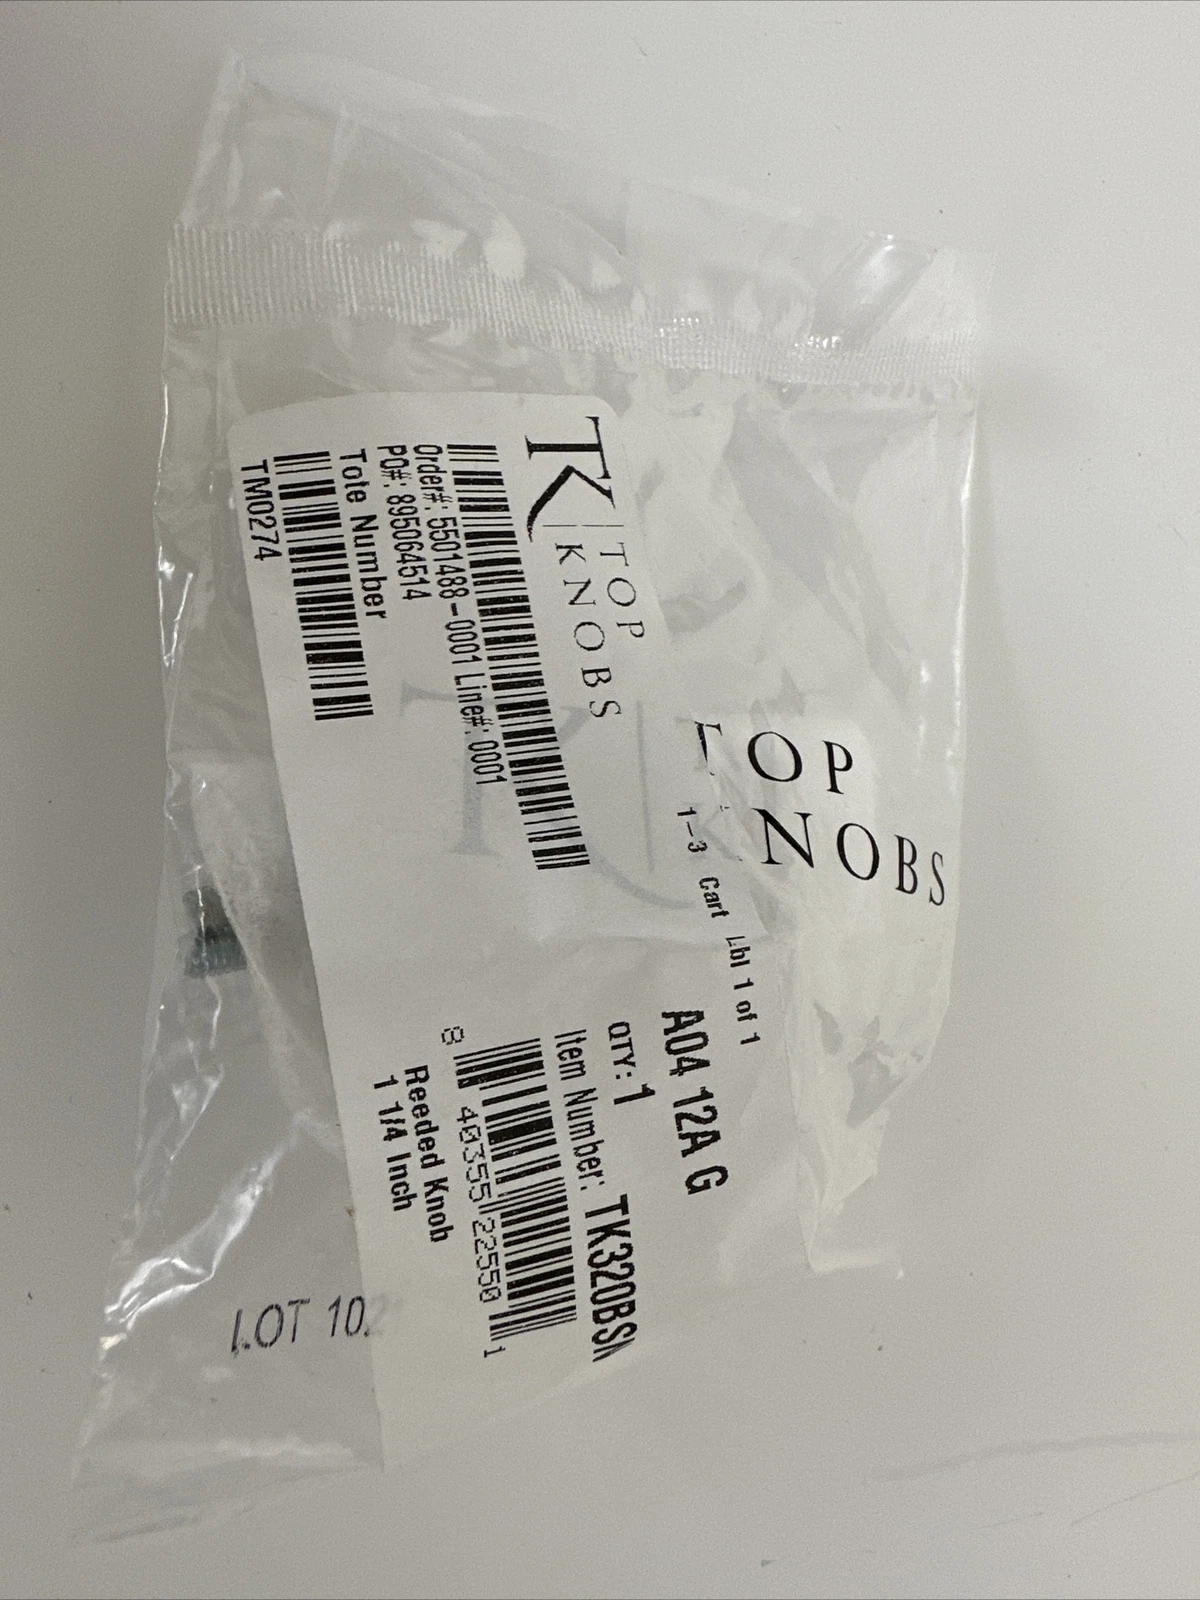 TK
TOP
KNOBS
Order#: 5501488-0001 Line#: 0001
PO#: 895064514
Tote Number
TM0274
TOP
NOBS
1-3 Cart Lbl 1 of 1
A04 12A G
QTY: 1
Item Number: TK320BSN
8 40355 22550 1
Reeded Knob
1 1/4 Inch
LOT 10.2